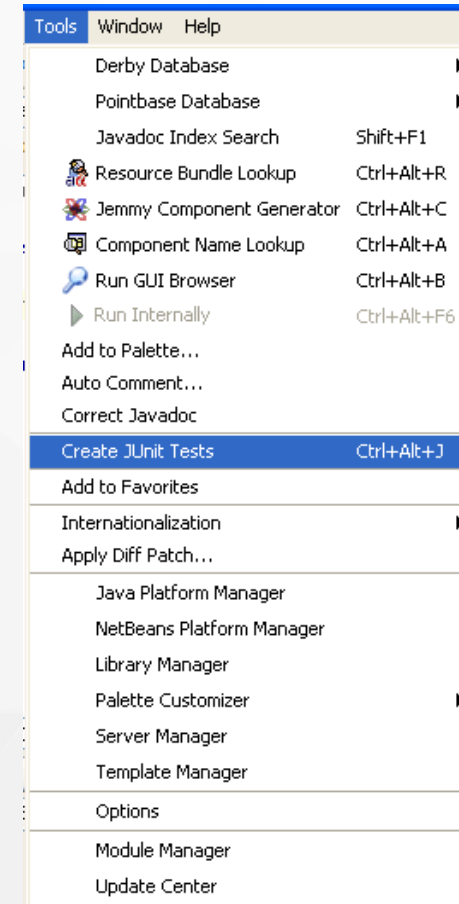 Tools Window Help
Derby Database
Pointbase Database
Javadoc Index Search Shift+F1
Resource Bundle Lookup Ctrl+Alt+R
Jemmy Component Generator Ctrl+Alt+C
Component Name Lookup Ctrl+Alt+A
Run GUI Browser Ctrl+Alt+B
Run Internally Ctrl+Alt+F6
Add to Palette...
Auto Comment...
Correct Javadoc
Create JUnit Tests Ctrl+Alt+J
Add to Favorites
Internationalization
Apply Diff Patch...
Java Platform Manager
NetBeans Platform Manager
Library Manager
Palette Customizer
Server Manager
Template Manager
Options
Module Manager
Update Center